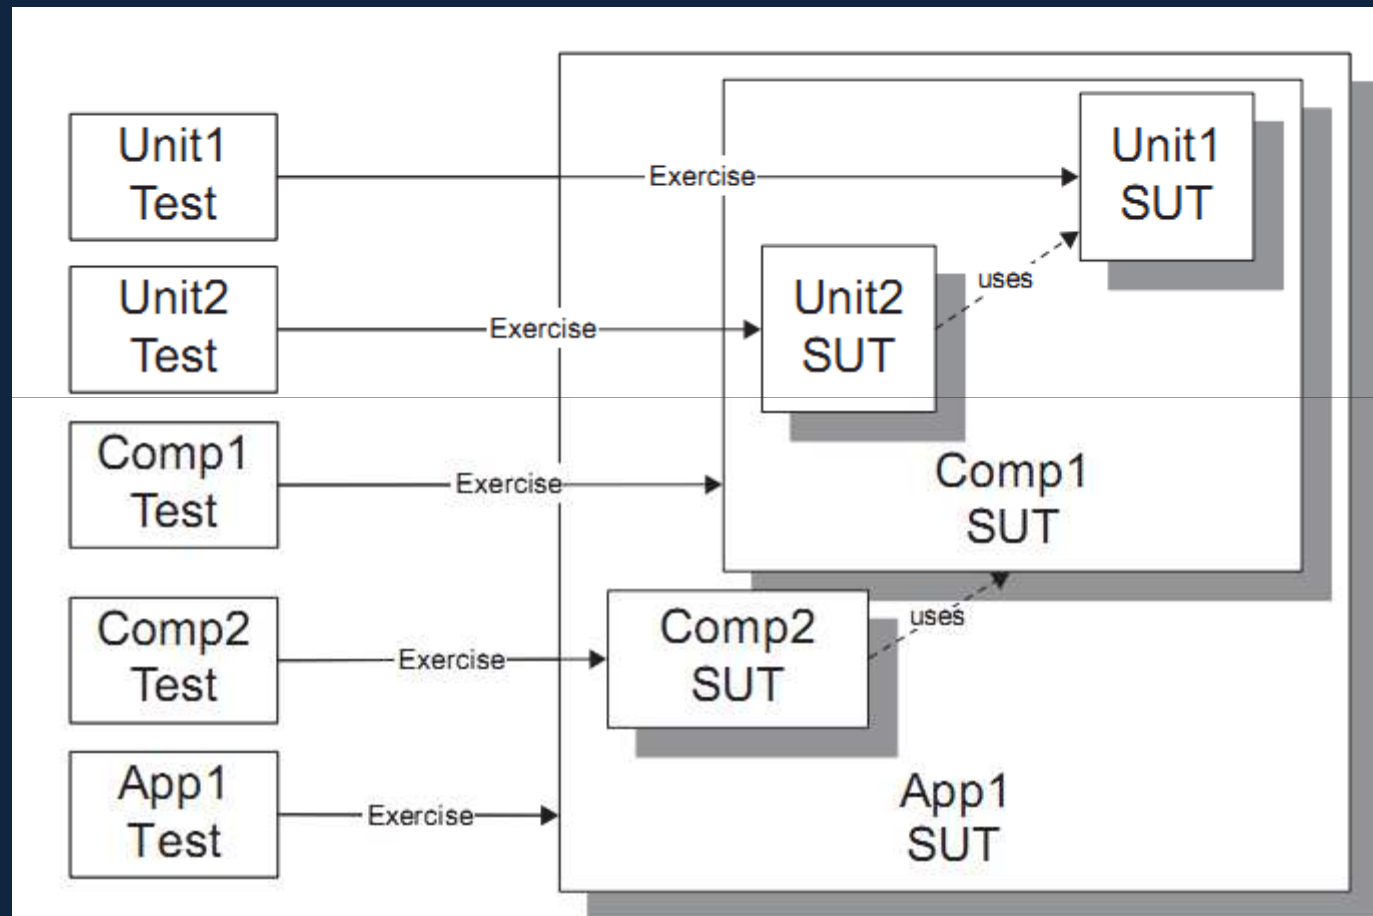 Unit1
Test
Exercise
Unit1
SUT
Unit2
Test
Exercise
Unit2
SUT
uses
Comp1
Test
Exercise
Comp1
SUT
Comp2
Test
Exercise
Comp2
SUT
uses
App1
Test
Exercise
App1
SUT